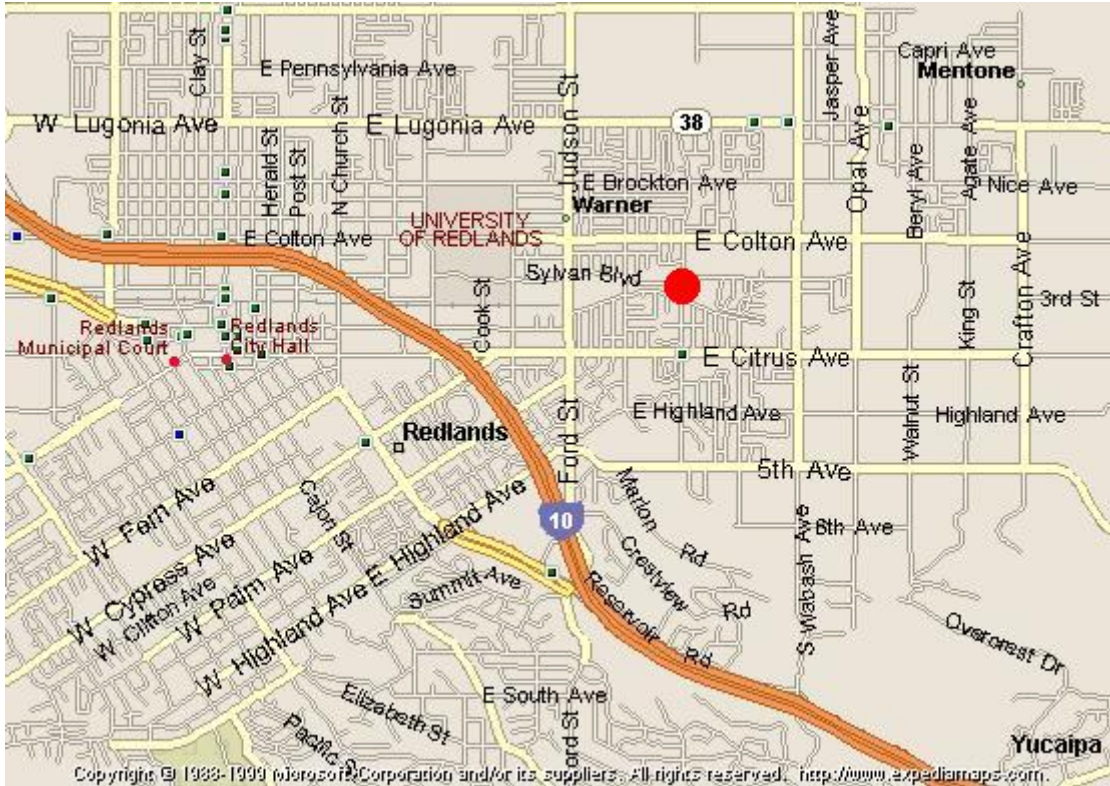 Clay St
E Pennsylvania Ave
Jasper Ave
Capri Ave
Mentone
W Lugonia Ave
E Lugonia Ave
38
Judson St
Herald St
Post St
N Church St
E Brockton Ave
Opal Ave
Beryl Ave
Agate Ave
Nice Ave
Warner
UNIVERSITY
OF REDLANDS
E Colton Ave
E Colton Ave
Sylvan Blvd
Cook St
King St
Crafton Ave
3rd St
Redlands
Municipal Court
Redlands
City Hall
E Citrus Ave
Walnut St
E Highland Ave
Highland Ave
Redlands
Ford St
5th Ave
W Fern Ave
Cajon St
E Highland Ave
Marion Rd
10
6th Ave
W Cypress Ave
W Clifton Ave
W Palm Ave
W Highland Ave
Summit Ave
Crestview Rd
Reservoir Rd
S Wabash Ave
Overcrest Dr
E South Ave
Elizabeth St
Pacific St
Ford St
Yucaipa
Copyright © 1988-1999 Microsoft Corporation and/or its suppliers. All rights reserved. http://www.expediamaps.com.